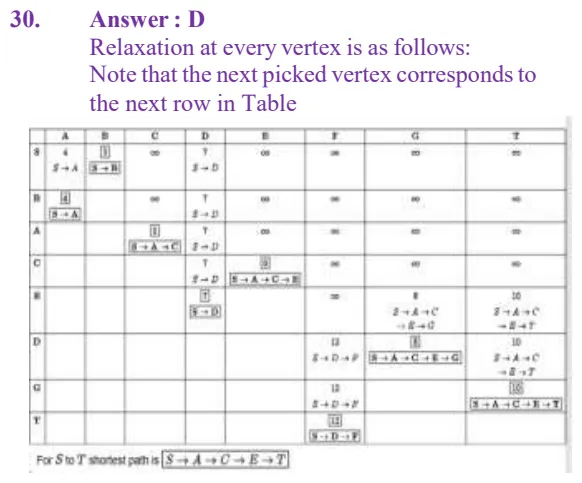 30. Answer : D
Relaxation at every vertex is as follows:
Note that the next picked vertex corresponds to
the next row in Table
A B C D E F G T
S 4 3 ∞ 7 ∞ ∞ ∞ ∞
S→A S→B S→D
B 4 ∞ 7 ∞ ∞ ∞ ∞
S→A S→D
A 7 ∞ ∞ ∞ ∞
S→A→C S→D
C 7 ∞ ∞ ∞
S→D S→A→C→E
E 7 ∞ 8 10
S→D S→A→C S→A→C
→E→G →E→T
D 12 8 10
S→D→F S→A→C→E→G S→A→C
→E→T
G 12 10
S→D→F S→A→C→E→T
T 12
S→D→F
For S to T shortest path is S→A→C→E→T